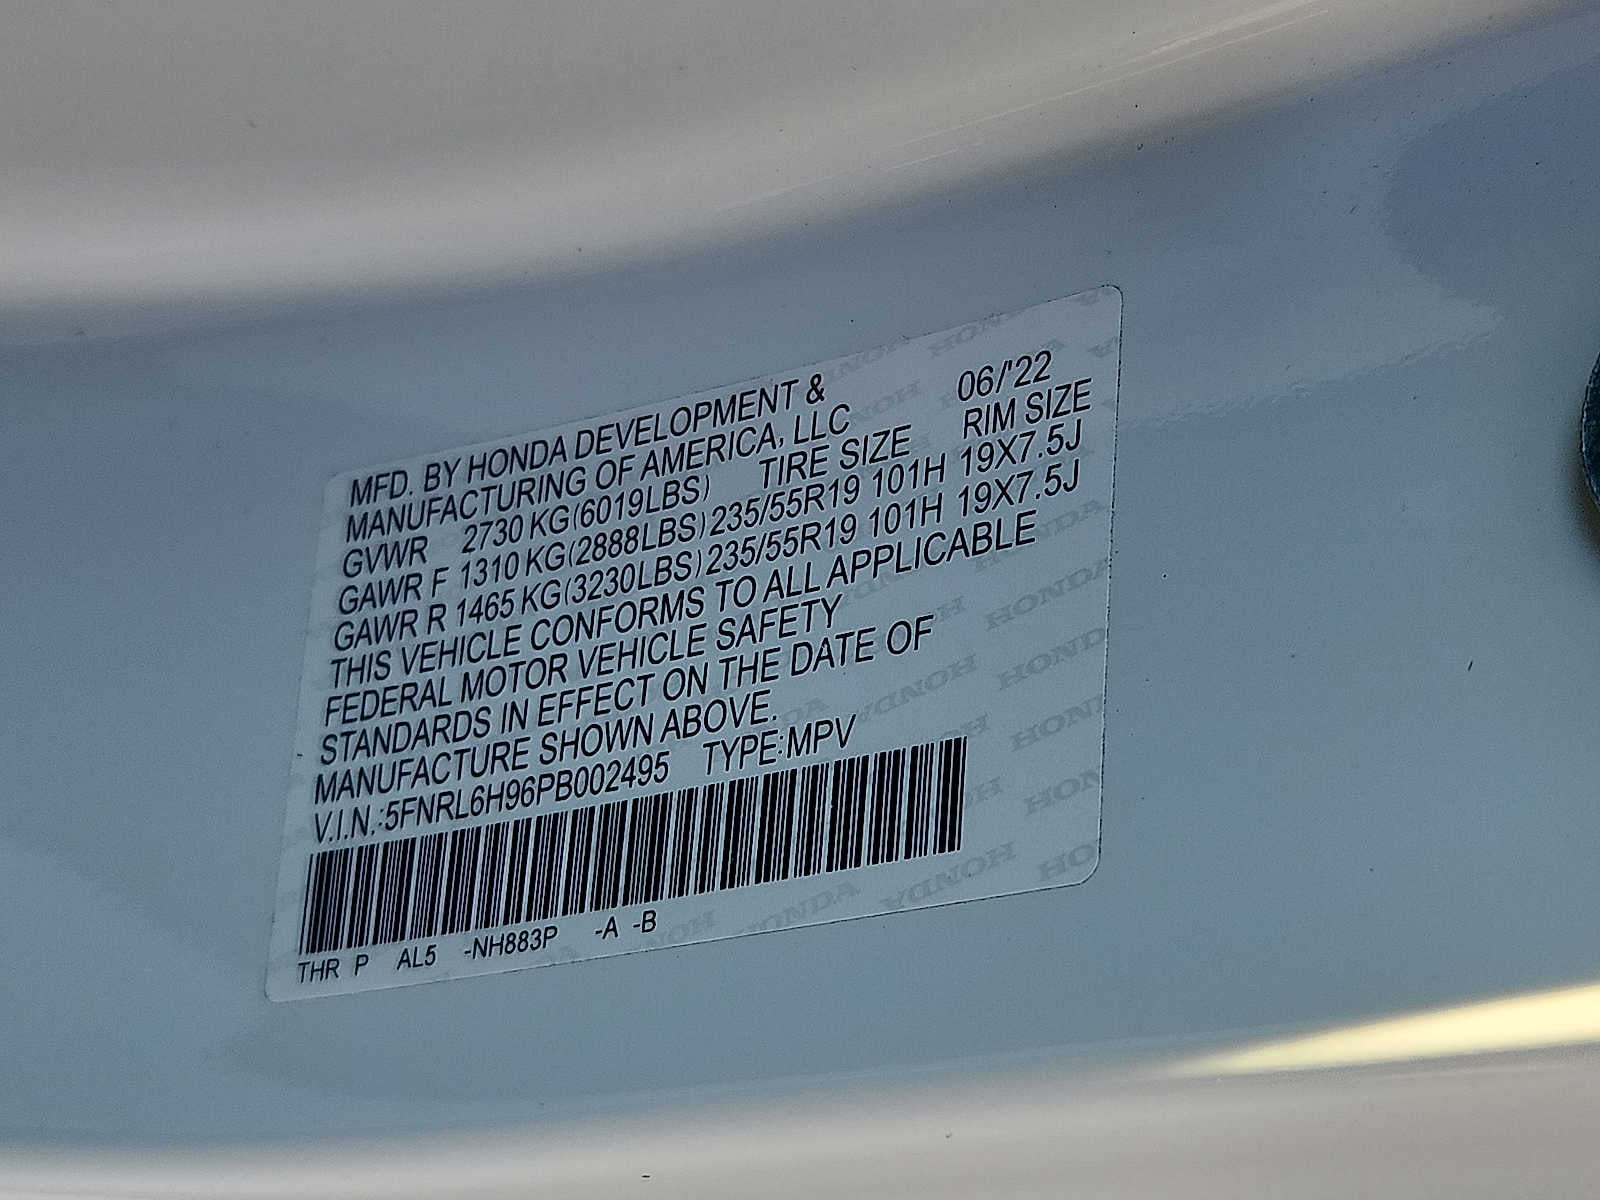 MFD. BY HONDA DEVELOPMENT &
MANUFACTURING OF AMERICA, LLC 06/'22
GVWR 2730 KG(6019LBS) TIRE SIZE RIM SIZE
GAWR F 1310 KG(2888LBS) 235/55R19 101H 19X7.5J
GAWR R 1465 KG(3230LBS) 235/55R19 101H 19X7.5J
THIS VEHICLE CONFORMS TO ALL APPLICABLE
FEDERAL MOTOR VEHICLE SAFETY
STANDARDS IN EFFECT ON THE DATE OF
MANUFACTURE SHOWN ABOVE.
V.I.N.:5FNRL6H96PB002495 TYPE:MPV
THR P AL5 -NH883P -A -B